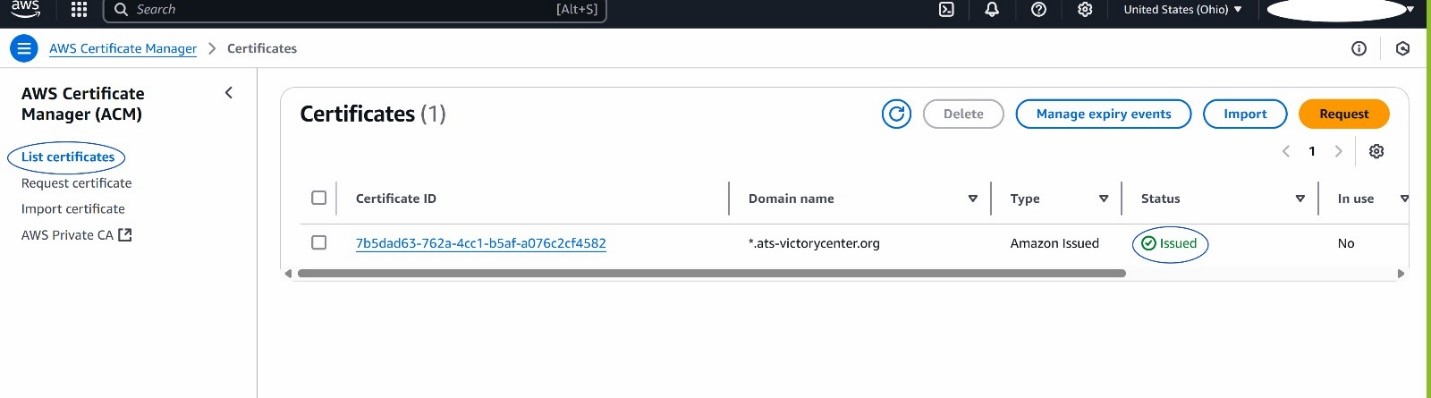 aws
Search
[Alt+S]
United States (Ohio)
AWS Certificate Manager > Certificates
AWS Certificate
Manager (ACM)
List certificates
Request certificate
Import certificate
AWS Private CA
Certificates (1)
Delete
Manage expiry events
Import
Request
1
Certificate ID
Domain name
Type
Status
In use
7b5dad63-762a-4cc1-b5af-a076c2cf4582
*.ats-victorycenter.org
Amazon Issued
Issued
No